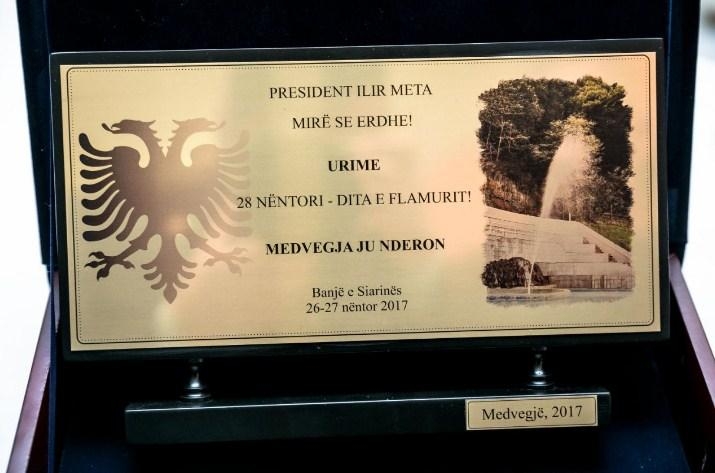 PRESIDENT ILIR META
MIRË SE ERDHE!
URIME
28 NËNTORI - DITA E FLAMURIT!
MEDVEGJA JU NDERON
Banjë e Siarinës
26-27 nëntor 2017
Medvegjë, 2017